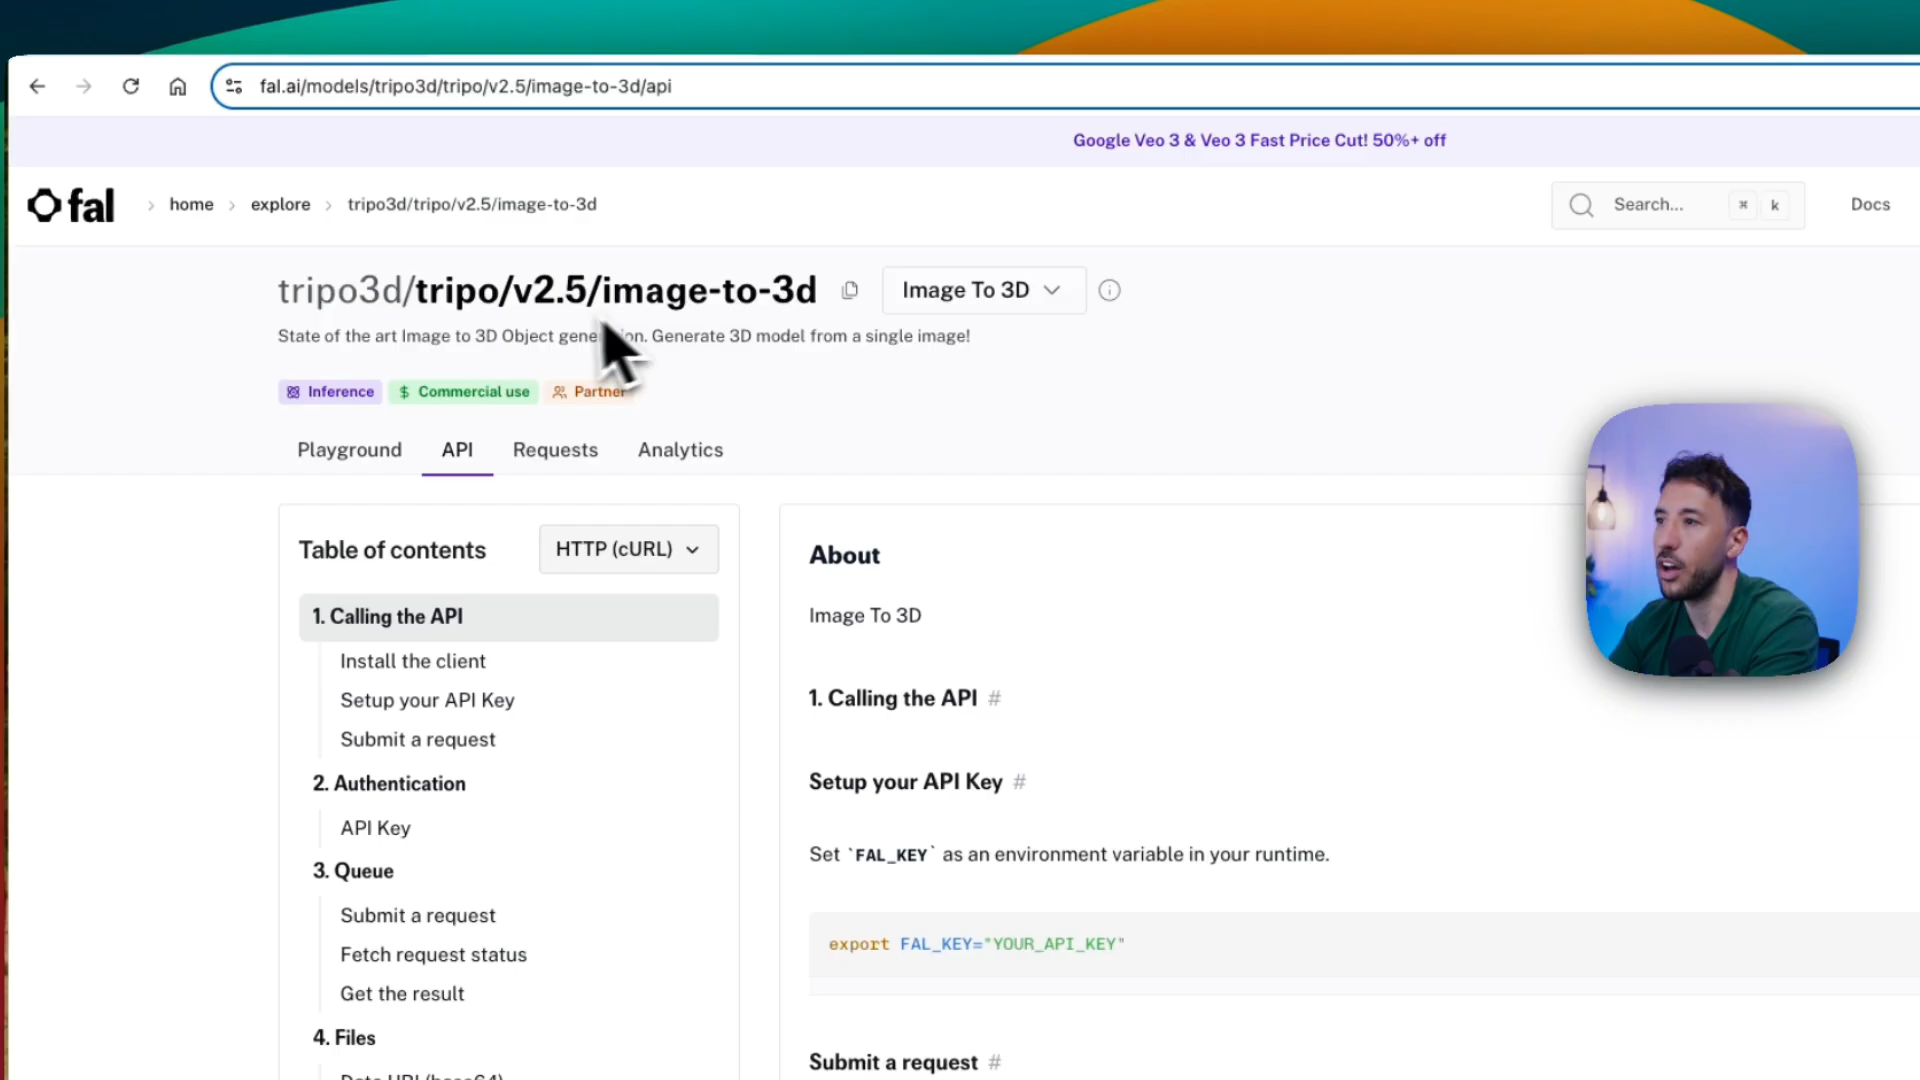 fal.ai/models/tripo3d/tripo/v2.5/image-to-3d/api
Google Veo 3 & Veo 3 Fast Price Cut! 50%+ off
fal
home
explore
tripo3d/tripo/v2.5/image-to-3d
Search...
⌘
k
Docs
tripo3d/tripo/v2.5/image-to-3d
Image To 3D
State of the art Image to 3D Object gene on. Generate 3D model from a single image!
Inference
$ Commercial use
Partner
Playground
API
Requests
Analytics
Table of contents
HTTP (cURL)
1. Calling the API
Install the client
Setup your API Key
Submit a request
2. Authentication
API Key
3. Queue
Submit a request
Fetch request status
Get the result
4. Files
About
Image To 3D
1. Calling the API #
Setup your API Key #
Set `FAL_KEY` as an environment variable in your runtime.
export FAL_KEY="YOUR_API_KEY"
Submit a request #